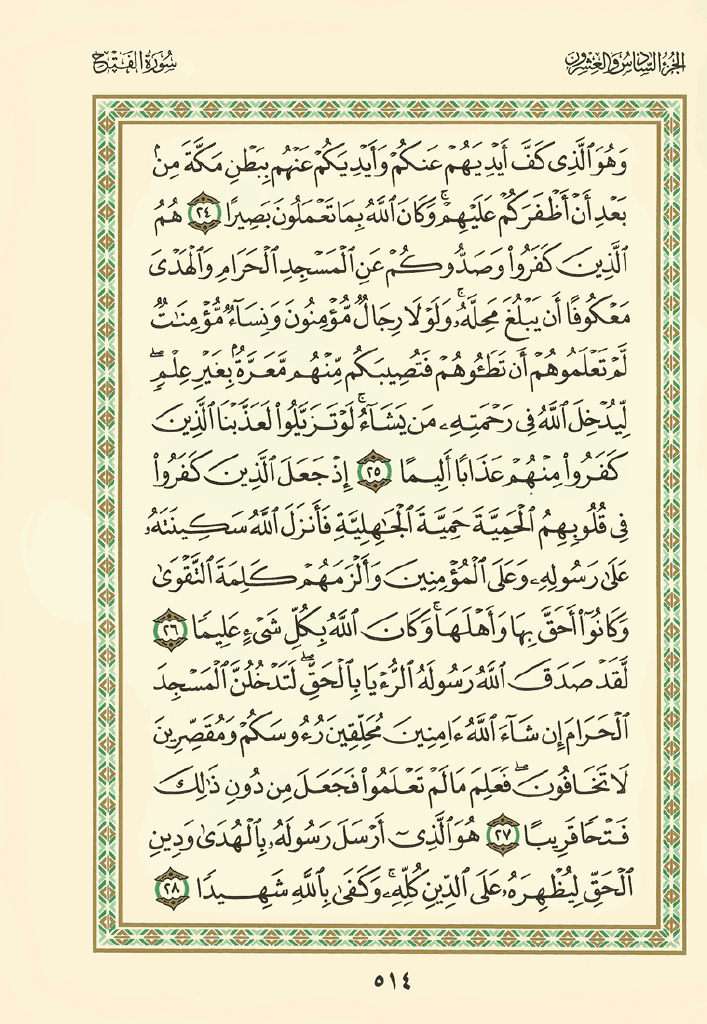 الجزء السادس والعشرون
سورة الفتح
وَهُوَ ٱلَّذِى كَفَّ أَيْدِيَهُمْ عَنكُمْ وَأَيْدِيَكُمْ عَنْهُم بِبَطْنِ مَكَّةَ مِنۢ
بَعْدِ أَنْ أَظْفَرَكُمْ عَلَيْهِمْ ۚ وَكَانَ ٱللَّهُ بِمَا تَعْمَلُونَ بَصِيرًا ٢٤ هُمُ
ٱلَّذِينَ كَفَرُوا۟ وَصَدُّوكُمْ عَنِ ٱلْمَسْجِدِ ٱلْحَرَامِ وَٱلْهَدْىَ
مَعْكُوفًا أَن يَبْلُغَ مَحِلَّهُۥ ۚ وَلَوْلَا رِجَالٌ مُّؤْمِنُونَ وَنِسَآءٌ مُّؤْمِنَٰتٌ
لَّمْ تَعْلَمُوهُمْ أَن تَطَـُٔوهُمْ فَتُصِيبَكُم مِّنْهُم مَّعَرَّةٌۢ بِغَيْرِ عِلْمٍ ۖ
لِّيُدْخِلَ ٱللَّهُ فِى رَحْمَتِهِۦ مَن يَشَآءُ ۚ لَوْ تَزَيَّلُوا۟ لَعَذَّبْنَا ٱلَّذِينَ
كَفَرُوا۟ مِنْهُمْ عَذَابًا أَلِيمًا ٢٥ إِذْ جَعَلَ ٱلَّذِينَ كَفَرُوا۟
فِى قُلُوبِهِمُ ٱلْحَمِيَّةَ حَمِيَّةَ ٱلْجَٰهِلِيَّةِ فَأَنزَلَ ٱللَّهُ سَكِينَتَهُۥ
عَلَىٰ رَسُولِهِۦ وَعَلَى ٱلْمُؤْمِنِينَ وَأَلْزَمَهُمْ كَلِمَةَ ٱلتَّقْوَىٰ
وَكَانُوٓا۟ أَحَقَّ بِهَا وَأَهْلَهَا ۚ وَكَانَ ٱللَّهُ بِكُلِّ شَىْءٍ عَلِيمًا ٢٦
لَّقَدْ صَدَقَ ٱللَّهُ رَسُولَهُ ٱلرُّءْيَا بِٱلْحَقِّ ۖ لَتَدْخُلُنَّ ٱلْمَسْجِدَ
ٱلْحَرَامَ إِن شَآءَ ٱللَّهُ ءَامِنِينَ مُحَلِّقِينَ رُءُوسَكُمْ وَمُقَصِّرِينَ
لَا تَخَافُونَ ۖ فَعَلِمَ مَا لَمْ تَعْلَمُوا۟ فَجَعَلَ مِن دُونِ ذَٰلِكَ
فَتْحًا قَرِيبًا ٢٧ هُوَ ٱلَّذِىٓ أَرْسَلَ رَسُولَهُۥ بِٱلْهُدَىٰ وَدِينِ
ٱلْحَقِّ لِيُظْهِرَهُۥ عَلَى ٱلدِّينِ كُلِّهِۦ ۚ وَكَفَىٰ بِٱللَّهِ شَهِيدًا ٢٨
٥١٤